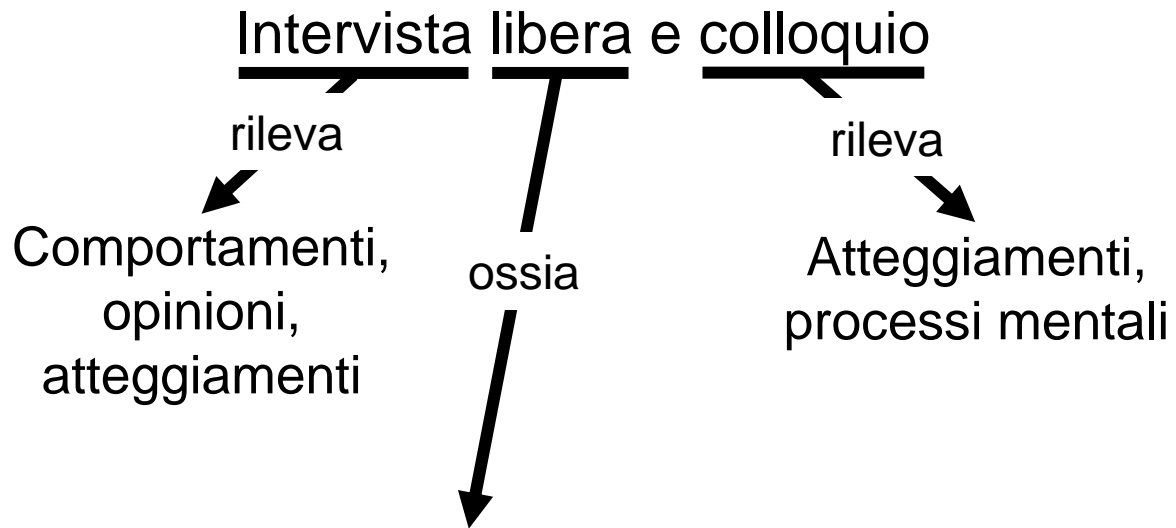 Intervista libera e colloquio
rileva
rileva
Comportamenti,
opinioni,
atteggiamenti
ossia
Atteggiamenti,
processi mentali